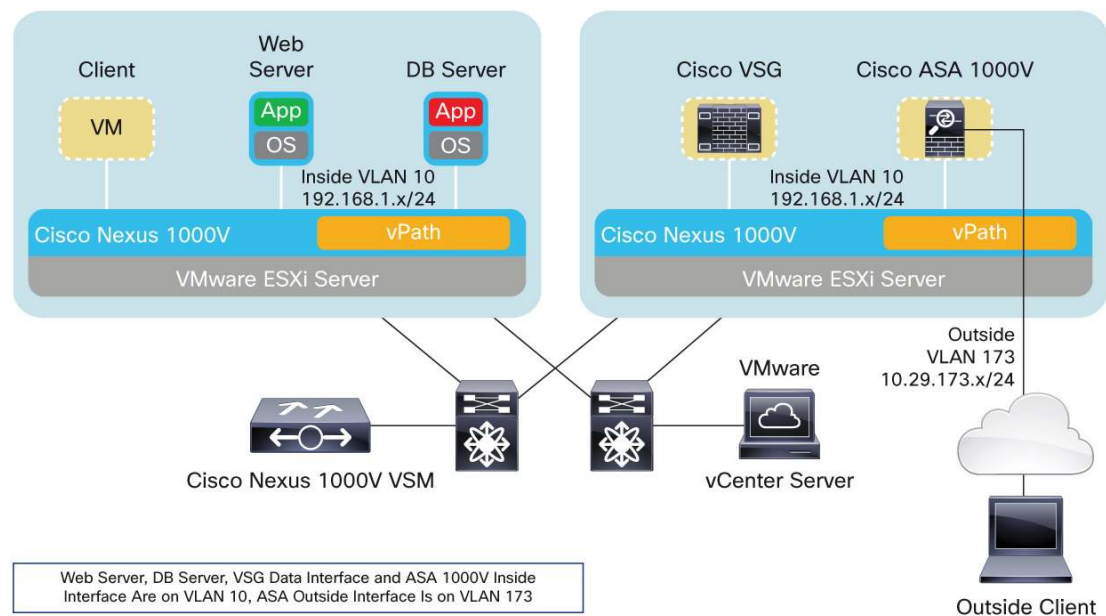 Client
Web
Server
DB Server
VM
App
OS
App
OS
Inside VLAN 10
192.168.1.x/24
Cisco Nexus 1000V
vPath
VMware ESXi Server
Cisco VSG
Cisco ASA 1000V
Inside VLAN 10
192.168.1.x/24
Cisco Nexus 1000V
vPath
VMware ESXi Server
Outside
VLAN 173
10.29.173.x/24
VMware
Cisco Nexus 1000V VSM
vCenter Server
Web Server, DB Server, VSG Data Interface and ASA 1000V Inside
Interface Are on VLAN 10, ASA Outside Interface Is on VLAN 173
Outside Client